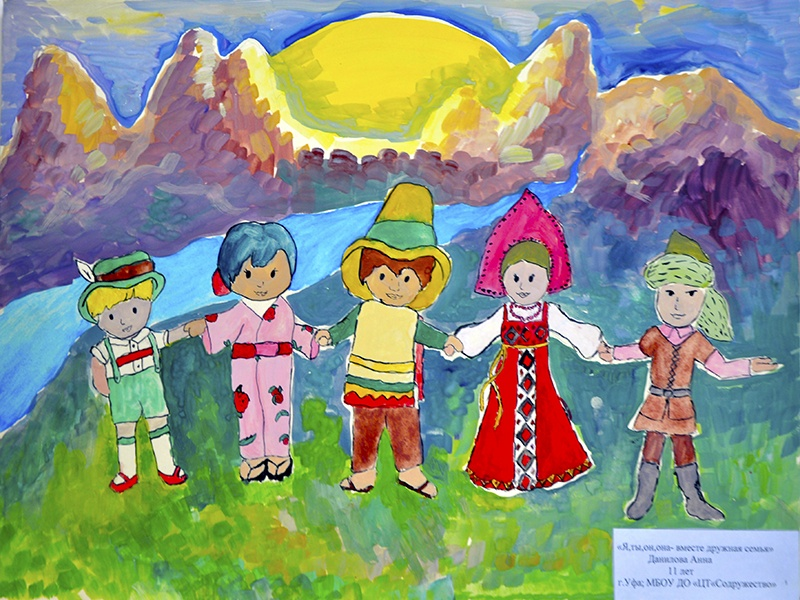 «Я,ты,он,она- вместе дружная семья»
Данилова Анна
11 лет
г.Уфа; МБОУ ДО «ЦТ«Содружество»